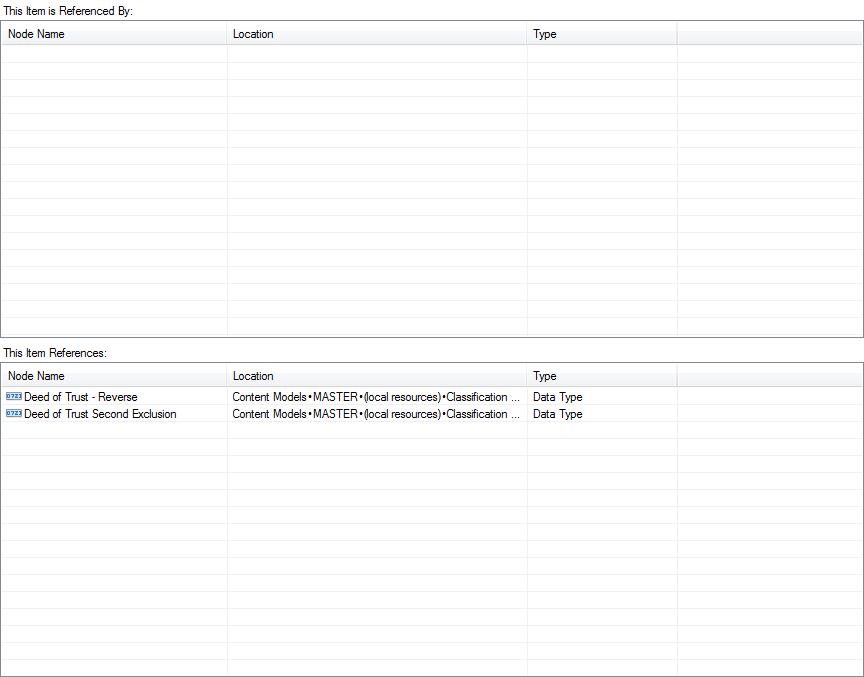 This Item is Referenced By:
Node Name Location Type
This Item References:
Node Name Location Type
0723 Deed of Trust - Reverse Content Models•MASTER•(local resources)•Classification ... Data Type
0723 Deed of Trust Second Exclusion Content Models•MASTER•(local resources)•Classification ... Data Type